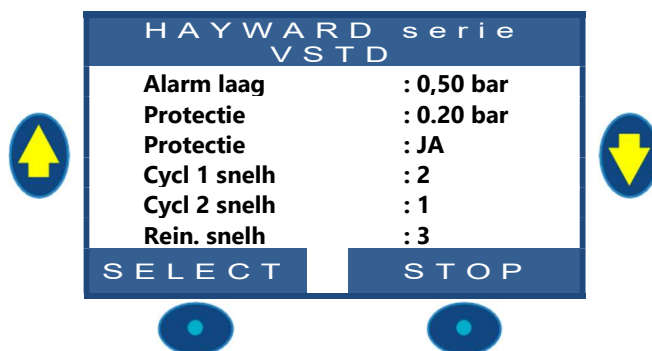 HAYWARD serie
VSTD
Alarm laag : 0,50 bar
Protectie : 0.20 bar
Protectie : JA
Cycl 1 snelh : 2
Cycl 2 snelh : 1
Rein. snelh : 3
SELECT STOP